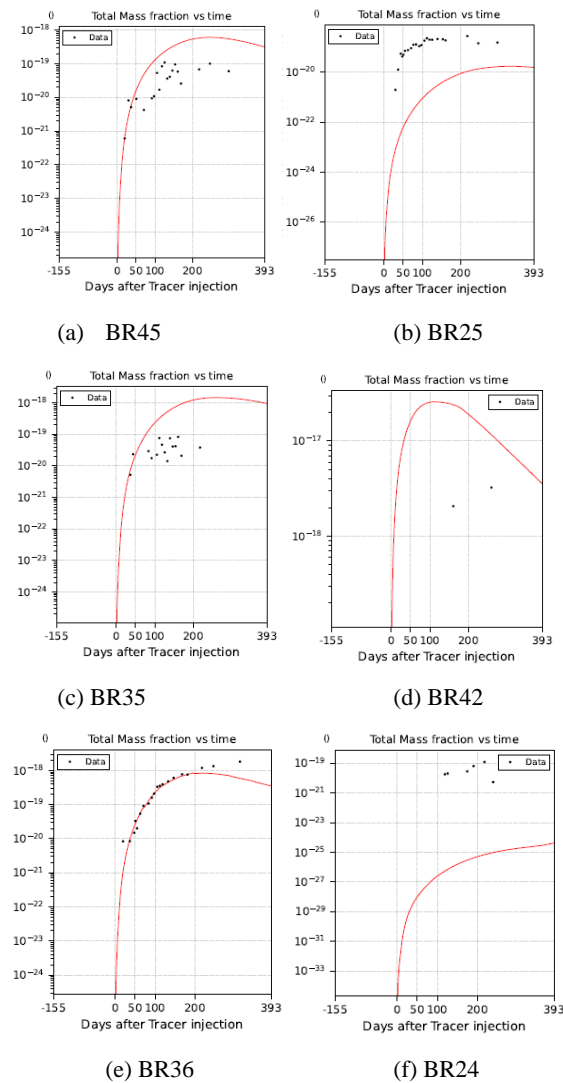 0 Total Mass fraction vs time
Data
10^-18
10^-19
10^-20
10^-21
10^-22
10^-23
10^-24
-155 0 50 100 200 393
Days after Tracer injection
(a) BR45
0 Total Mass fraction vs time
Data
10^-20
10^-22
10^-24
10^-26
-155 0 50 100 200 393
Days after Tracer injection
(b) BR25
0 Total Mass fraction vs time
Data
10^-18
10^-19
10^-20
10^-21
10^-22
10^-23
10^-24
-155 0 50 100 200 393
Days after Tracer injection
(c) BR35
0 Total Mass fraction vs time
Data
10^-17
10^-18
-155 0 50 100 200 393
Days after Tracer injection
(d) BR42
0 Total Mass fraction vs time
Data
10^-18
10^-19
10^-20
10^-21
10^-22
10^-23
10^-24
-155 0 50 100 200 393
Days after Tracer injection
(e) BR36
0 Total Mass fraction vs time
Data
10^-19
10^-21
10^-23
10^-25
10^-27
10^-29
10^-31
10^-33
-155 0 50 100 200 393
Days after Tracer injection
(f) BR24